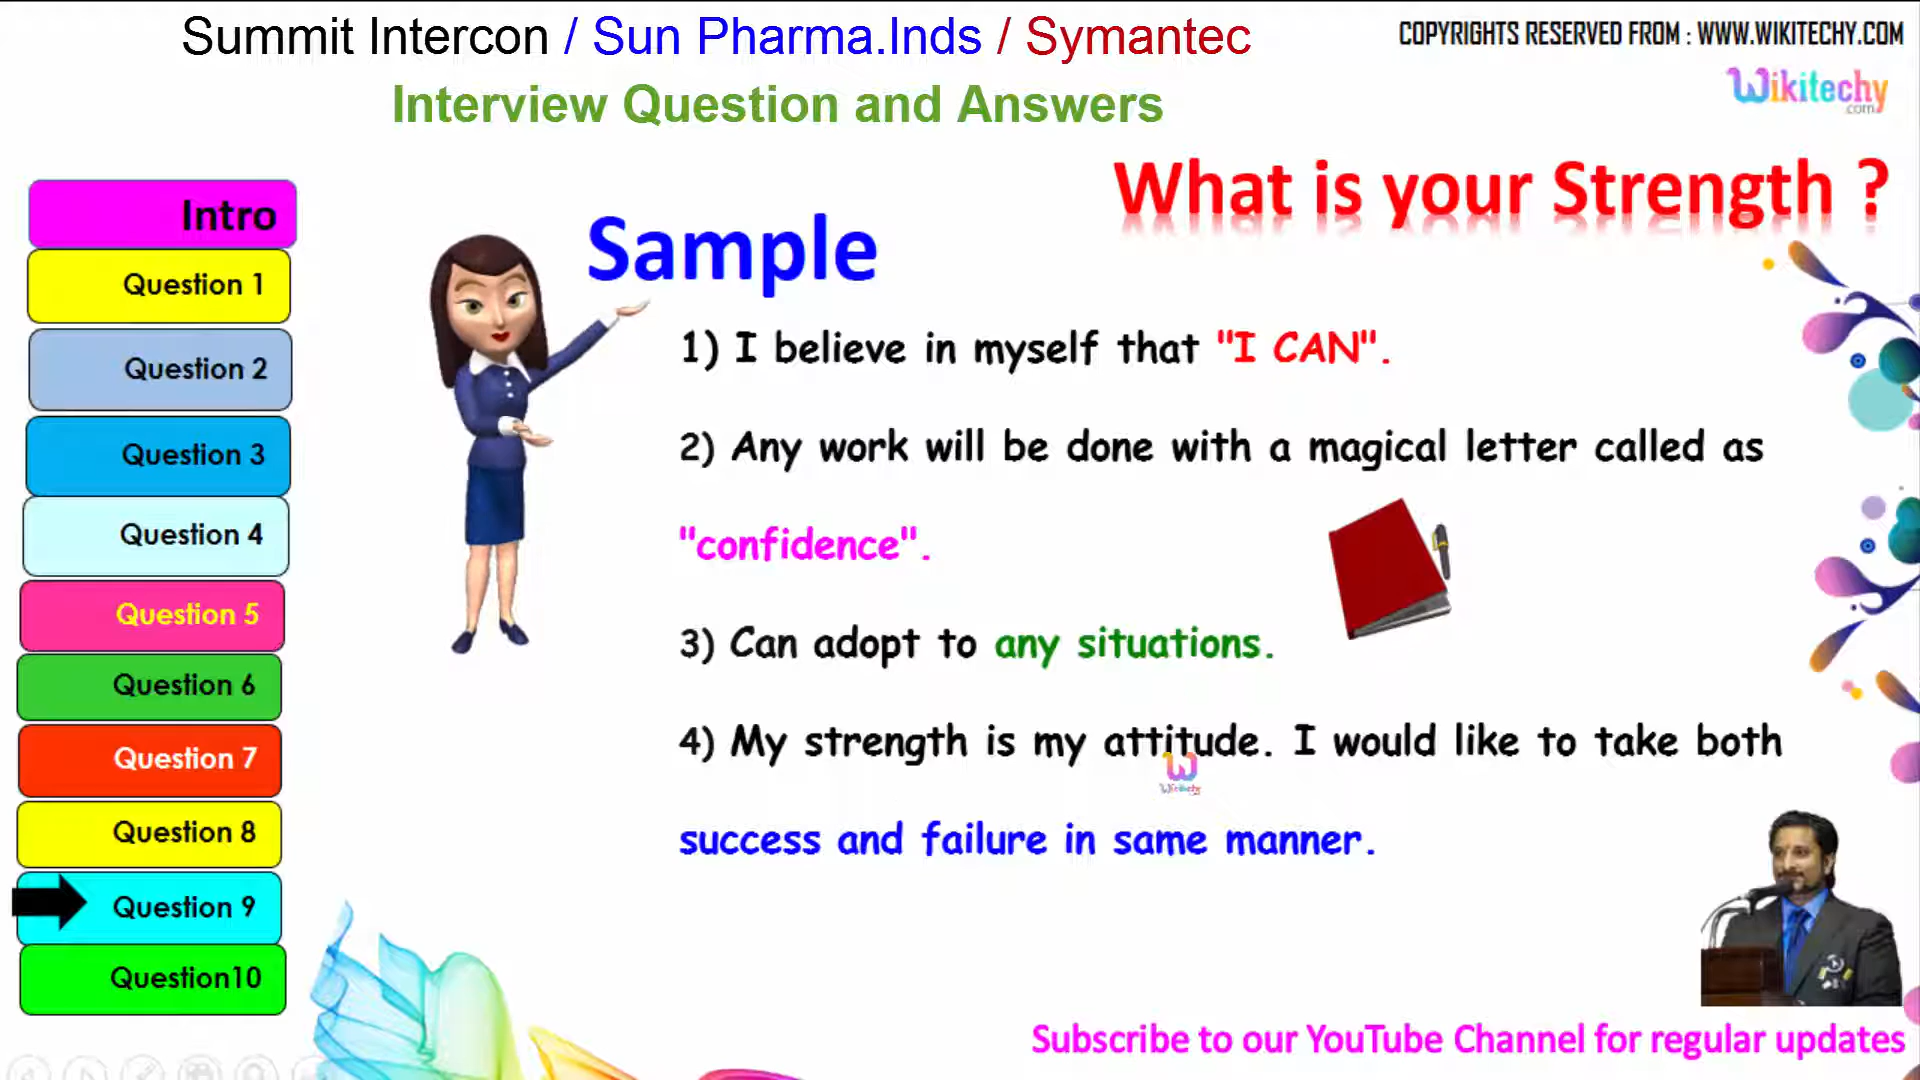 Summit Intercon / Sun Pharma.Inds / Symantec
COPYRIGHTS RESERVED FROM : WWW.WIKITECHY.COM
Interview Question and Answers
Wikitechy
.com
What is your Strength ?
Sample
Intro
Question 1
Question 2
Question 3
Question 4
Question 5
Question 6
Question 7
Question 8
Question 9
Question10
1) I believe in myself that "I CAN".
2) Any work will be done with a magical letter called as
"confidence".
3) Can adopt to any situations.
4) My strength is my attitude. I would like to take both
Wikitechy
success and failure in same manner.
Subscribe to our YouTube Channel for regular updates